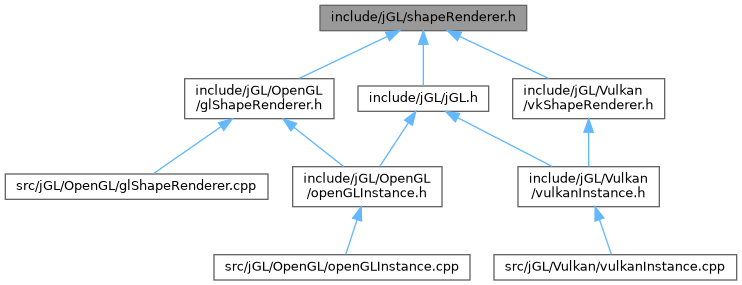 include/jGL/shapeRenderer.h
include/jGL/OpenGL
/glShapeRenderer.h
include/jGL/jGL.h
include/jGL/Vulkan
/vkShapeRenderer.h
src/jGL/OpenGL/glShapeRenderer.cpp
include/jGL/OpenGL
/openGLInstance.h
include/jGL/Vulkan
/vulkanInstance.h
src/jGL/OpenGL/openGLInstance.cpp
src/jGL/Vulkan/vulkanInstance.cpp